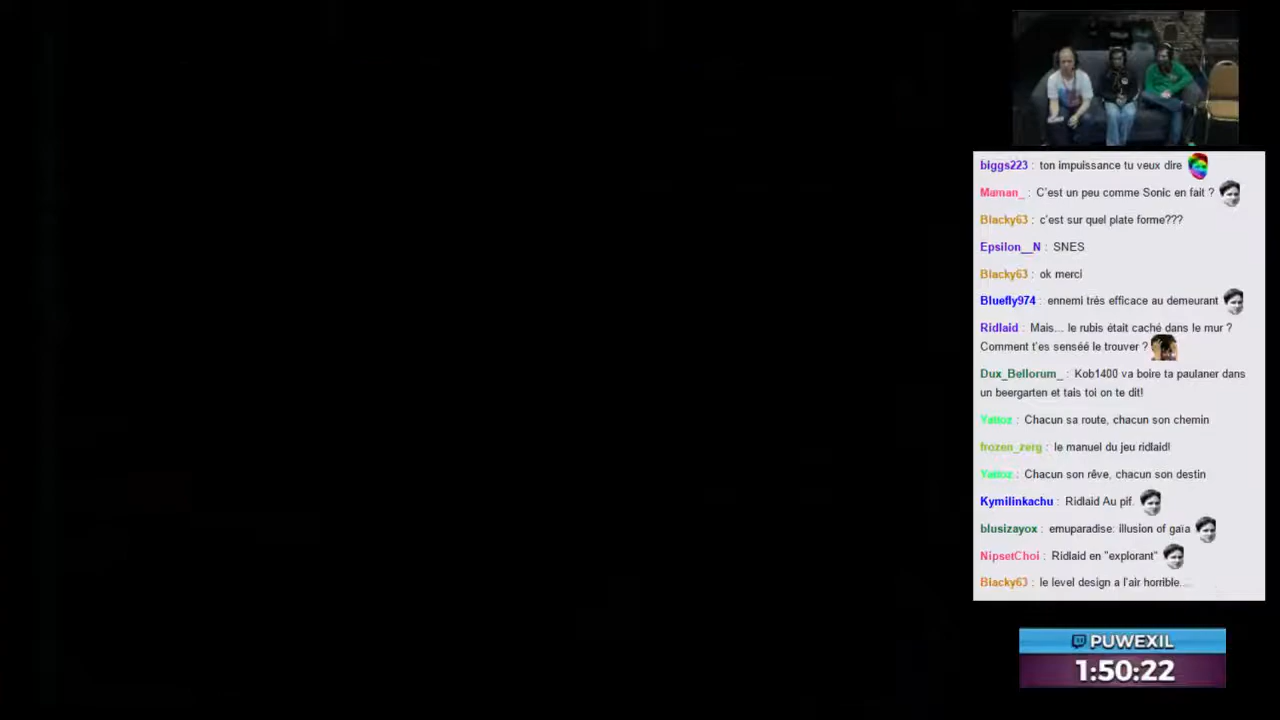 biggs223 : ton impuissance tu veux dire
Maman_ : C'est un peu comme Sonic en fait ?
Blacky63 : c'est sur quel plate forme???
Epsilon__N : SNES
Blacky63 : ok merci
Bluefly974 : ennemi trés efficace au demeurant
Ridlaid : Mais... le rubis était caché dans le mur ?
Comment t'es senséé le trouver ?
Dux_Bellorum_ : Kob1400 va boire ta paulaner dans
un beergarten et tais toi on te dit!
Yattoz : Chacun sa route, chacun son chemin
frozen_zerg : le manuel du jeu ridlaid!
Yattoz : Chacun son rêve, chacun son destin
Kymilinkachu : Ridlaid Au pif.
blusizayox : emuparadise: illusion of gaïa
NipsetChoi : Ridlaid en "explorant"
Blacky63 : le level design a l'air horrible...
PUWEXIL
1:50:22